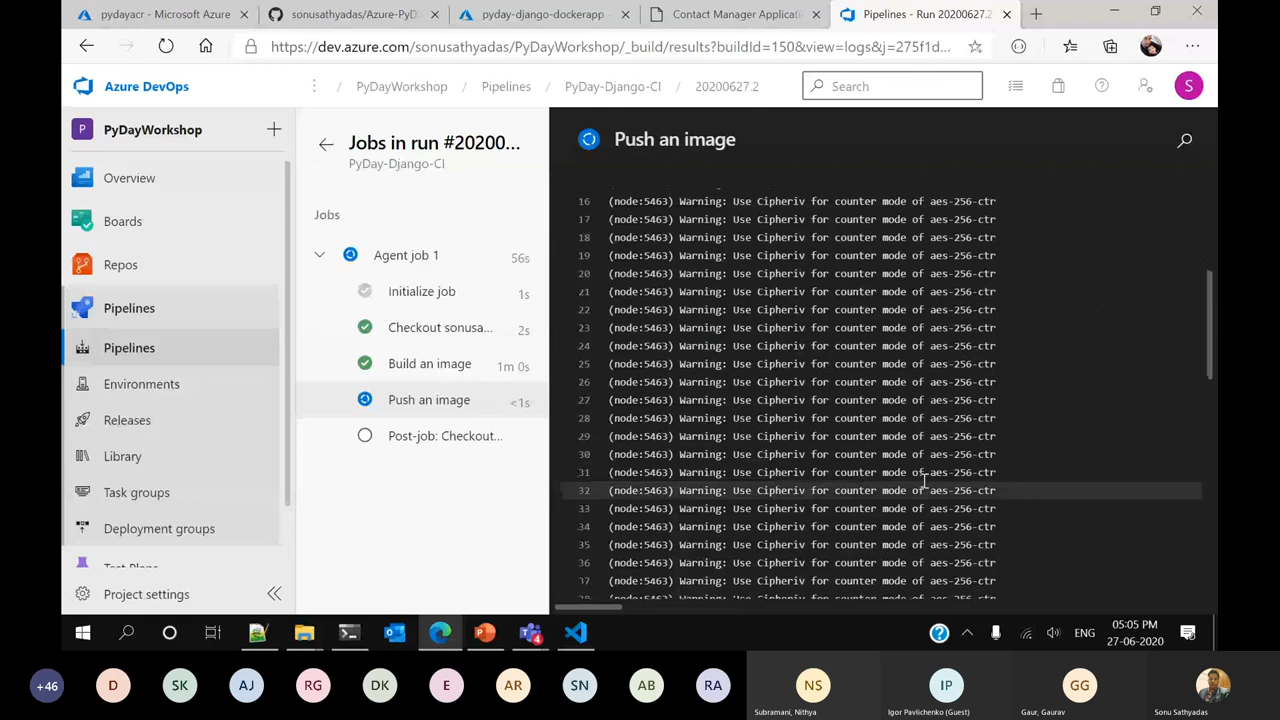 pydayacr - Microsoft Azure
sonusathyadas/Azure-PyD
pyday-django-dockerapp -
Contact Manager Applicati
Pipelines - Run 20200627.2
https://dev.azure.com/sonusathyadas/PyDayWorkshop/_build/results?buildId=150&view=logs&j=275f1d...
Azure DevOps
/ PyDayWorkshop / Pipelines / PyDay-Django-CI / 20200627.2
Search
S
P PyDayWorkshop
Overview
Boards
Repos
Pipelines
Pipelines
Environments
Releases
Library
Task groups
Deployment groups
Test Plans
Project settings
Jobs in run #20200...
PyDay-Django-CI
Jobs
Agent job 1 56s
Initialize job 1s
Checkout sonusa... 2s
Build an image 1m 0s
Push an image <1s
Post-job: Checkout...
Push an image
16 (node:5463) Warning: Use Cipheriv for counter mode of aes-256-ctr
17 (node:5463) Warning: Use Cipheriv for counter mode of aes-256-ctr
18 (node:5463) Warning: Use Cipheriv for counter mode of aes-256-ctr
19 (node:5463) Warning: Use Cipheriv for counter mode of aes-256-ctr
20 (node:5463) Warning: Use Cipheriv for counter mode of aes-256-ctr
21 (node:5463) Warning: Use Cipheriv for counter mode of aes-256-ctr
22 (node:5463) Warning: Use Cipheriv for counter mode of aes-256-ctr
23 (node:5463) Warning: Use Cipheriv for counter mode of aes-256-ctr
24 (node:5463) Warning: Use Cipheriv for counter mode of aes-256-ctr
25 (node:5463) Warning: Use Cipheriv for counter mode of aes-256-ctr
26 (node:5463) Warning: Use Cipheriv for counter mode of aes-256-ctr
27 (node:5463) Warning: Use Cipheriv for counter mode of aes-256-ctr
28 (node:5463) Warning: Use Cipheriv for counter mode of aes-256-ctr
29 (node:5463) Warning: Use Cipheriv for counter mode of aes-256-ctr
30 (node:5463) Warning: Use Cipheriv for counter mode of aes-256-ctr
31 (node:5463) Warning: Use Cipheriv for counter mode of aes-256-ctr
32 (node:5463) Warning: Use Cipheriv for counter mode of aes-256-ctr
33 (node:5463) Warning: Use Cipheriv for counter mode of aes-256-ctr
34 (node:5463) Warning: Use Cipheriv for counter mode of aes-256-ctr
35 (node:5463) Warning: Use Cipheriv for counter mode of aes-256-ctr
36 (node:5463) Warning: Use Cipheriv for counter mode of aes-256-ctr
37 (node:5463) Warning: Use Cipheriv for counter mode of aes-256-ctr
38 (node:5463) Warning: Use Cipheriv for counter mode of aes-256-ctr
4
ENG
05:05 PM
27-06-2020
+46 D SK AJ RG DK E AR SN AB RA NS IP GG
Subramani, Nithya
Igor Pavlichenko (Guest)
Gaur, Gaurav
Sonu Sathyadas